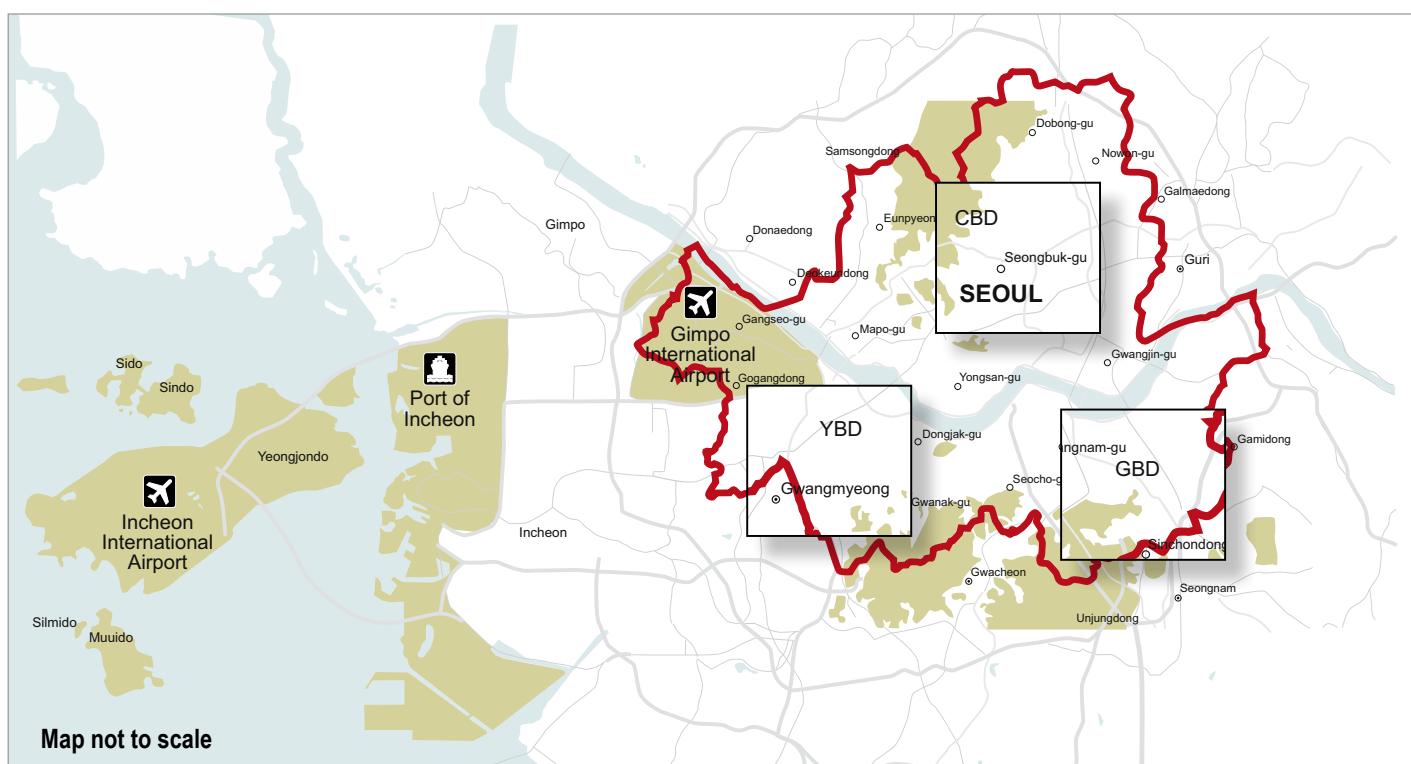 Dobong-gu
Samsongdong
Nowon-gu
Galmaedong
Gimpo
Eunpyeon
CBD
Donaedong
Seongbuk-gu
Guri
Deokeundong
SEOUL
Gangseo-gu
Gimpo
International
Airport
Mapo-gu
Sido
Sindo
Gwangjin-gu
Gogangdong
Yongsan-gu
Port of
Incheon
YBD
Dongjak-gu
ngnam-gu
Gamidong
Yeongjondo
GBD
Seocho-g
Gwangmyeong
Gwanak-gu
Incheon
International
Airport
Incheon
Sinchondong
Gwacheon
Seongnam
Silmido
Muuido
Unjungdong
Map not to scale